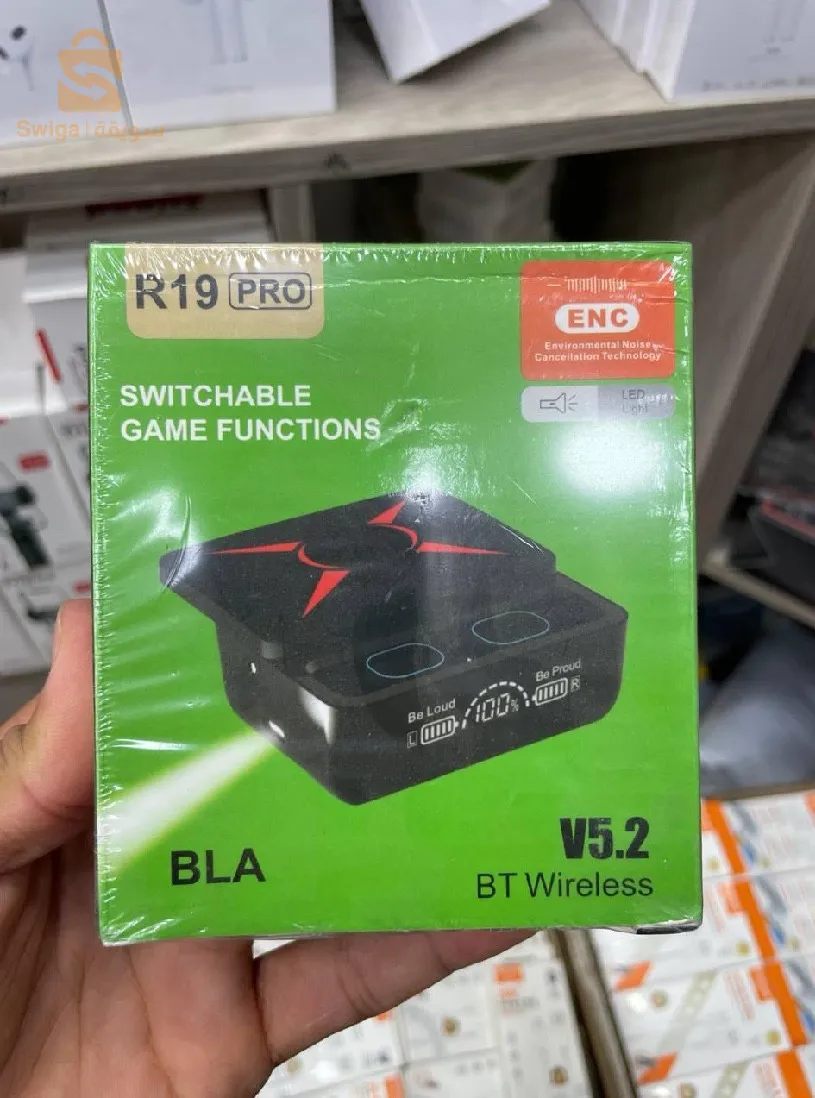 Swiga | سويقة
R19 PRO
ENC
Environmental Noise
Cancellation Technology
LED
Light
SWITCHABLE
GAME FUNCTIONS
Be Loud
Be Proud
L
100%
R
BLA
V5.2
BT Wireless